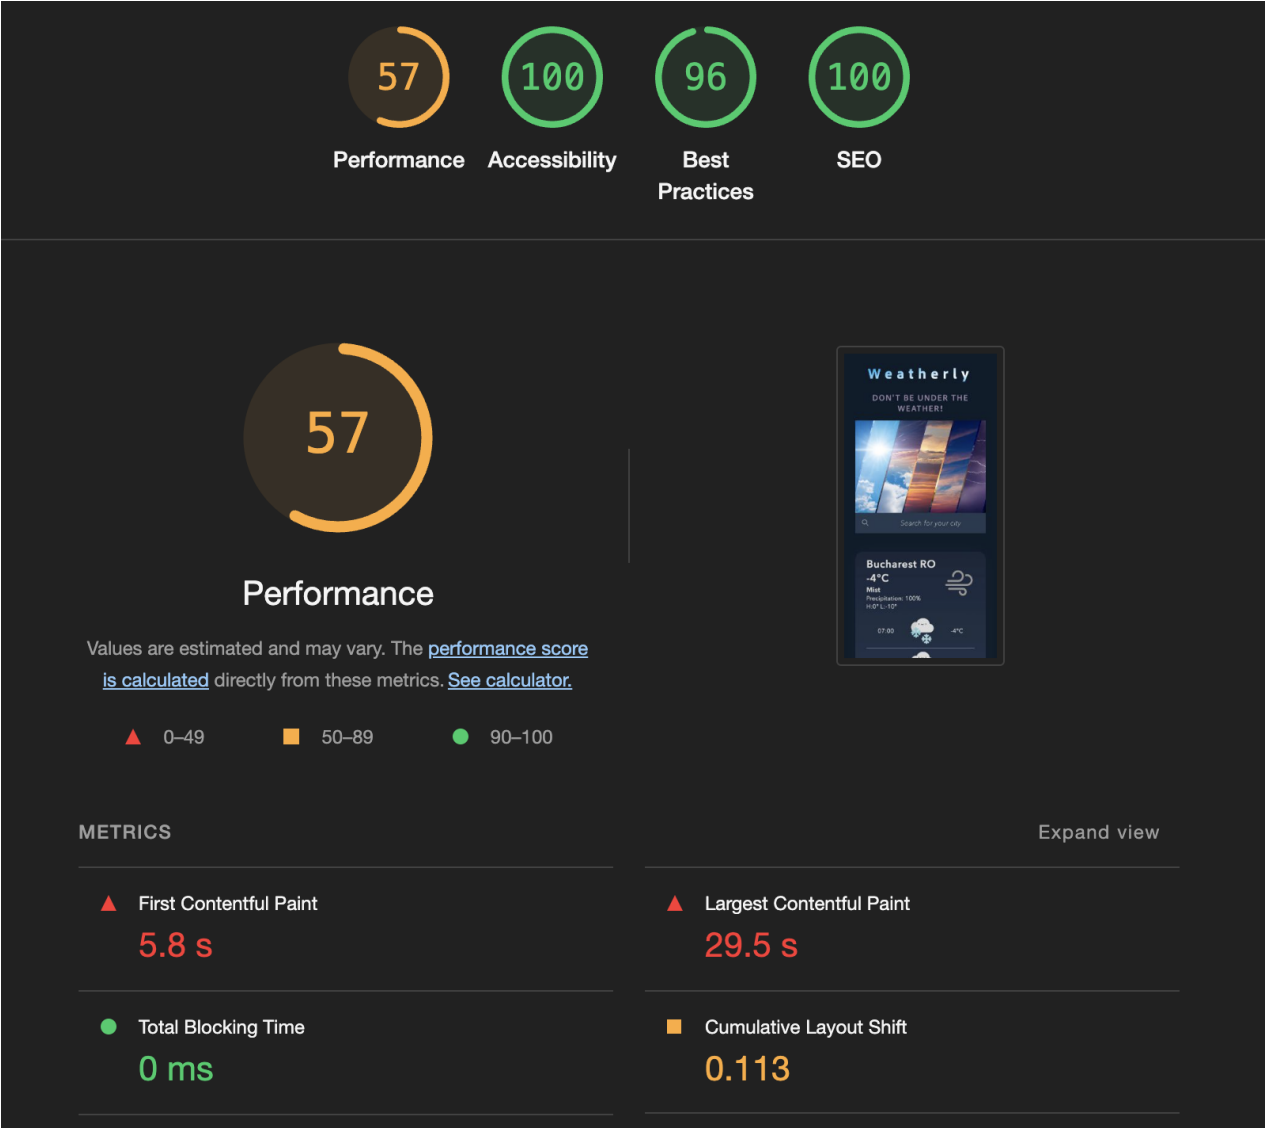 57
100
96
100
Performance
Accessibility
Best
Practices
SEO
57
Performance
Values are estimated and may vary. The performance score
is calculated directly from these metrics. See calculator.
0–49
50–89
90–100
Weatherly
DON'T BE UNDER THE
WEATHER!
Search for your city
Bucharest RO
-4°C
Mist
Precipitation: 100%
H:0° L:-10°
07:00
-4°C
METRICS
Expand view
First Contentful Paint
5.8 s
Largest Contentful Paint
29.5 s
Total Blocking Time
0 ms
Cumulative Layout Shift
0.113